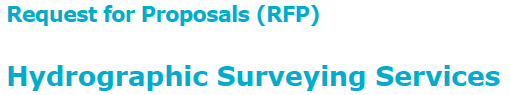 Request for Proposals (RFP)
Hydrographic Surveying Services